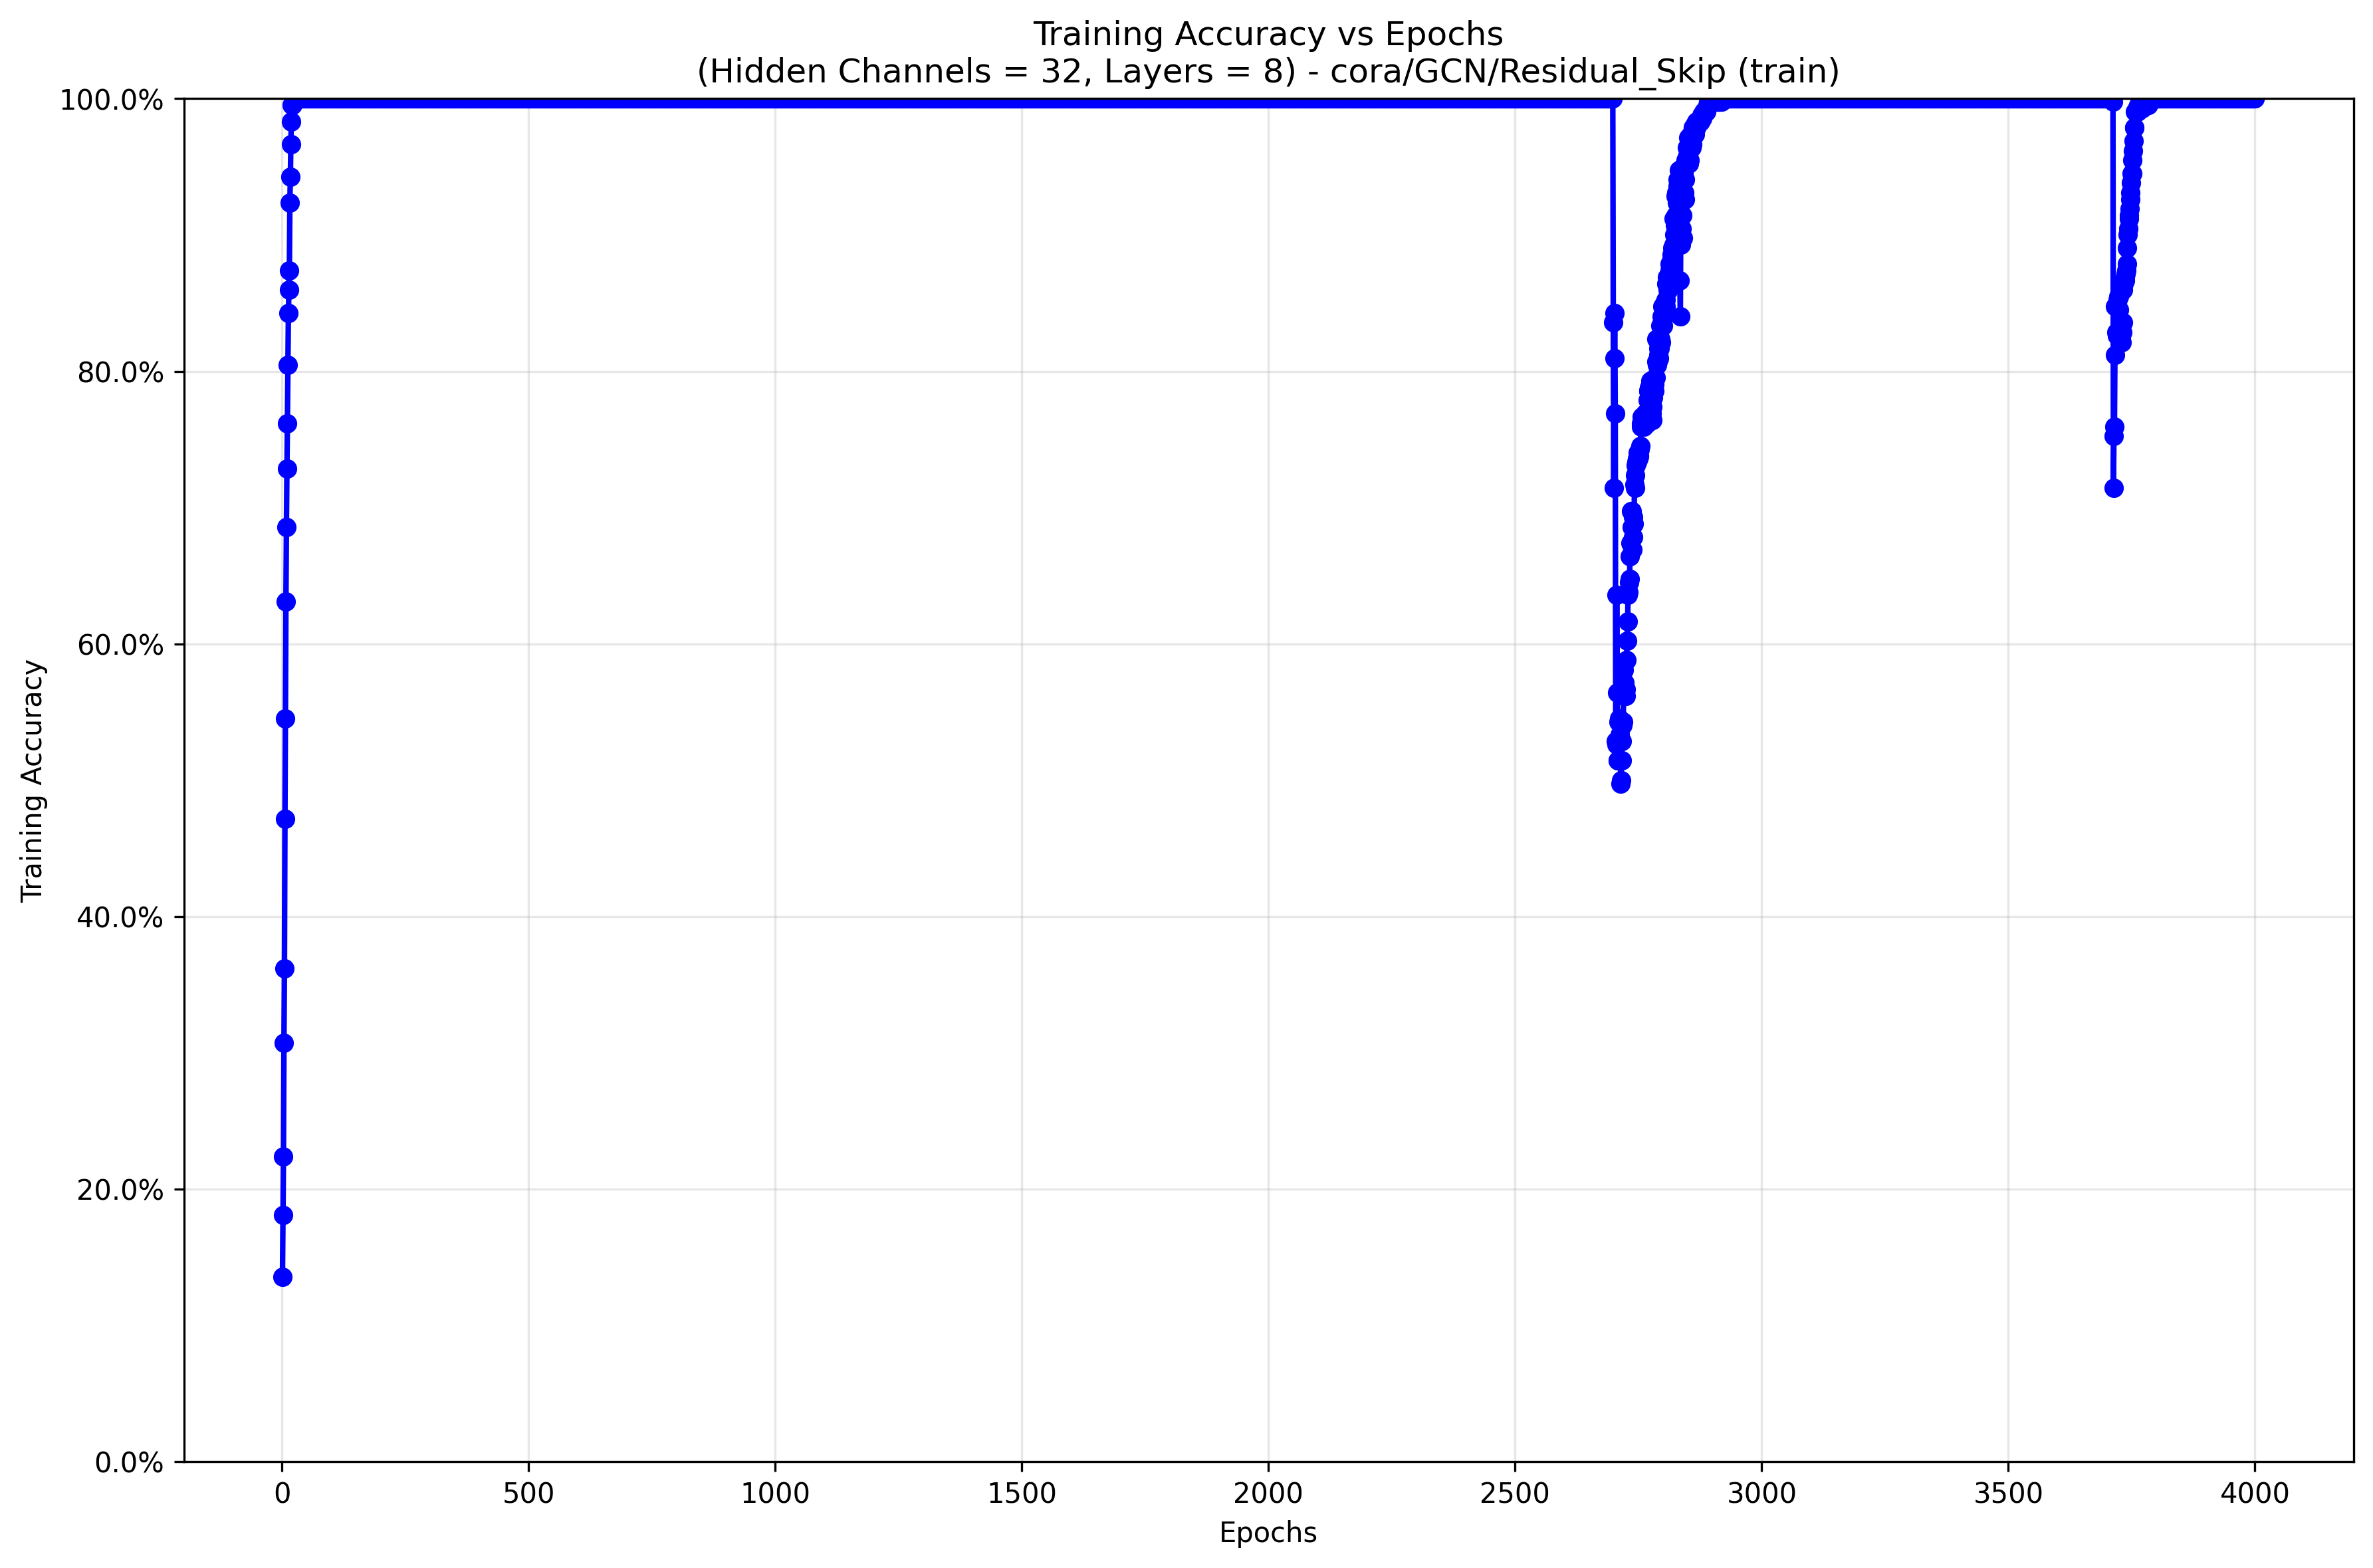 Training Accuracy vs Epochs
(Hidden Channels = 32, Layers = 8) - cora/GCN/Residual_Skip (train)
Training Accuracy
100.0%
80.0%
60.0%
40.0%
20.0%
0.0%
0 500 1000 1500 2000 2500 3000 3500 4000
Epochs